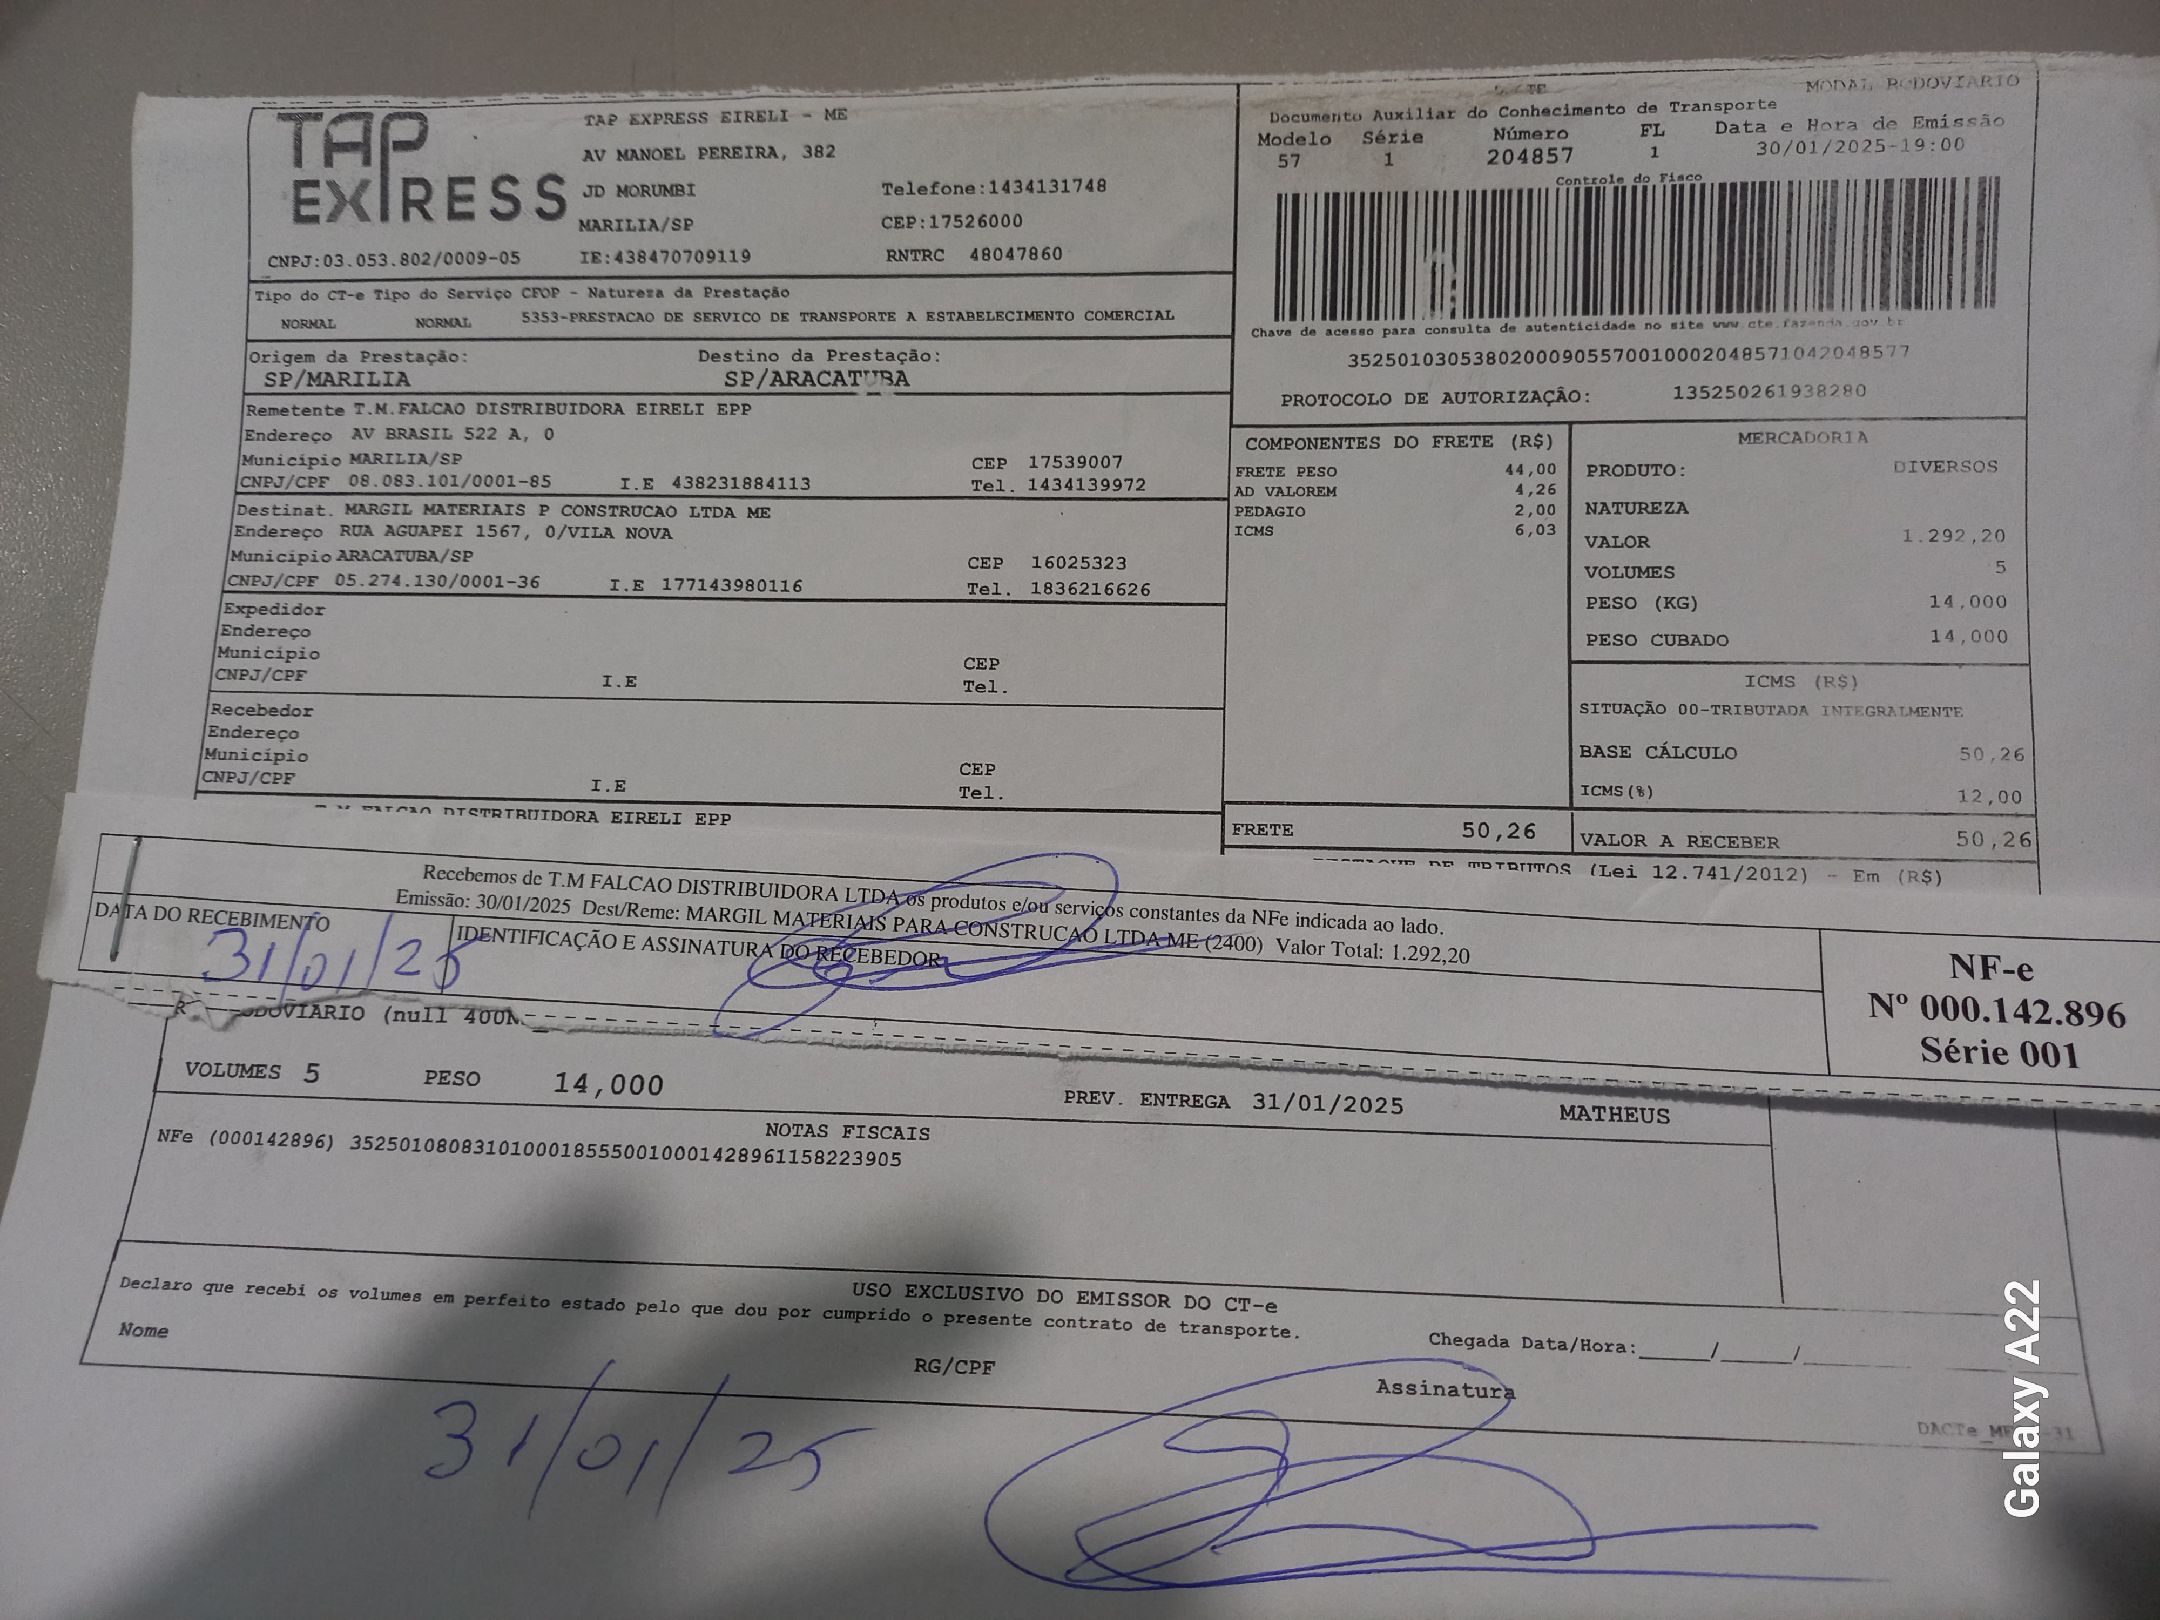 TAP EXPRESS
TAP EXPRESS EIRELI - ME
AV MANOEL PEREIRA, 382
JD MORUMBI Telefone:1434131748
MARILIA/SP CEP:17526000
CNPJ:03.053.802/0009-05 IE:438470709119 RNTRC 48047860
MODAL RODOVIARIO
Documento Auxiliar do Conhecimento de Transporte
Modelo Série Número FL Data e Hora de Emissão
57 1 204857 1 30/01/2025-19:00
Controle do Fisco
Chave de acesso para consulta de autenticidade no site www.cte.fazenda.gov.br
35250103053802000905570010002048571042048577
PROTOCOLO DE AUTORIZAÇÃO: 135250261938280
Tipo do CT-e Tipo do Serviço CFOP - Natureza da Prestação
NORMAL NORMAL 5353-PRESTACAO DE SERVICO DE TRANSPORTE A ESTABELECIMENTO COMERCIAL
Origem da Prestação: Destino da Prestação:
SP/MARILIA SP/ARACATUBA
Remetente T.M.FALCAO DISTRIBUIDORA EIRELI EPP
Endereço AV BRASIL 522 A, 0
Município MARILIA/SP CEP 17539007
CNPJ/CPF 08.083.101/0001-85 I.E 438231884113 Tel. 1434139972
Destinat. MARGIL MATERIAIS P CONSTRUCAO LTDA ME
Endereço RUA AGUAPEI 1567, 0/VILA NOVA
Município ARACATUBA/SP CEP 16025323
CNPJ/CPF 05.274.130/0001-36 I.E 177143980116 Tel. 1836216626
Expedidor
Endereço
Município CEP
CNPJ/CPF I.E Tel.
Recebedor
Endereço
Município CEP
CNPJ/CPF I.E Tel.
T.M.FALCAO DISTRIBUIDORA EIRELI EPP
COMPONENTES DO FRETE (R$)
FRETE PESO 44,00
AD VALOREM 4,26
PEDAGIO 2,00
ICMS 6,03
FRETE 50,26
MERCADORIA
PRODUTO: DIVERSOS
NATUREZA
VALOR 1.292,20
VOLUMES 5
PESO (KG) 14,000
PESO CUBADO 14,000
ICMS (R$)
SITUAÇÃO 00-TRIBUTADA INTEGRALMENTE
BASE CÁLCULO 50,26
ICMS(%) 12,00
VALOR A RECEBER 50,26
DE TRIBUTOS (Lei 12.741/2012) - Em (R$)
Recebemos de T.M FALCAO DISTRIBUIDORA LTDA os produtos e/ou serviços constantes da NFe indicada ao lado.
Emissão: 30/01/2025 Dest/Reme: MARGIL MATERIAIS PARA CONSTRUCAO LTDA ME (2400) Valor Total: 1.292,20
DATA DO RECEBIMENTO IDENTIFICAÇÃO E ASSINATURA DO RECEBEDOR
31/01/25
NF-e
Nº 000.142.896
Série 001
RODOVIARIO (null 400N
VOLUMES 5 PESO 14,000 PREV. ENTREGA 31/01/2025 MATHEUS
NOTAS FISCAIS
NFe (000142896) 35250108083101000185550010001428961158223905
USO EXCLUSIVO DO EMISSOR DO CT-e
Declaro que recebi os volumes em perfeito estado pelo que dou por cumprido o presente contrato de transporte.
Nome RG/CPF Chegada Data/Hora:_____/_____/
Assinatura
31/01/25
Galaxy A22